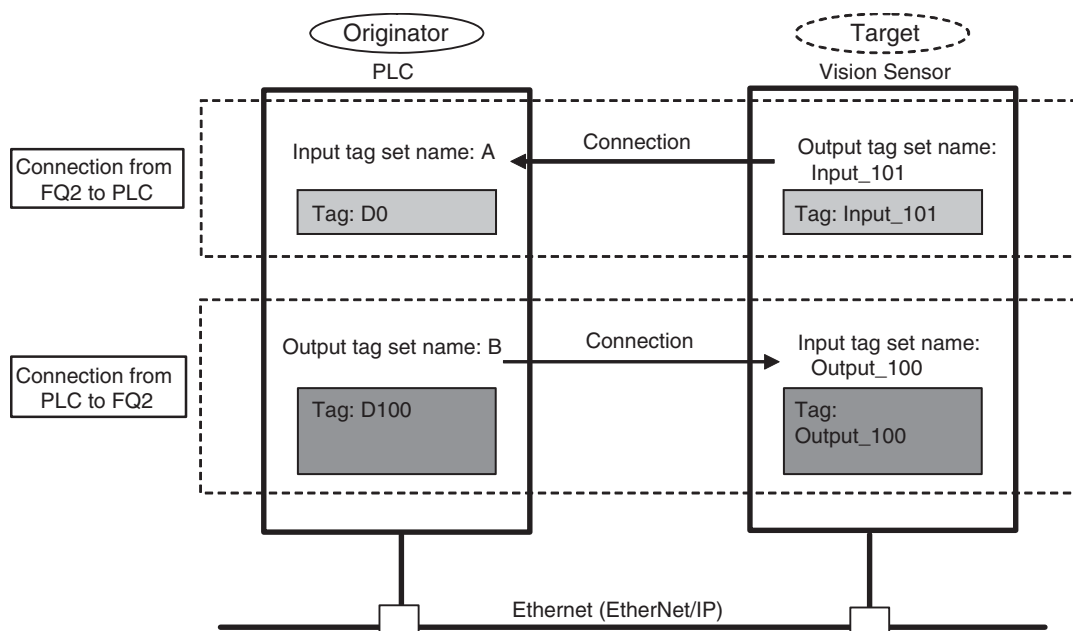 Originator
Target
PLC
Vision Sensor
Connection from
FQ2 to PLC
Input tag set name: A
Connection
Output tag set name:
Input_101
Tag: D0
Tag: Input_101
Connection from
PLC to FQ2
Output tag set name: B
Connection
Input tag set name:
Output_100
Tag: D100
Tag:
Output_100
Ethernet (EtherNet/IP)